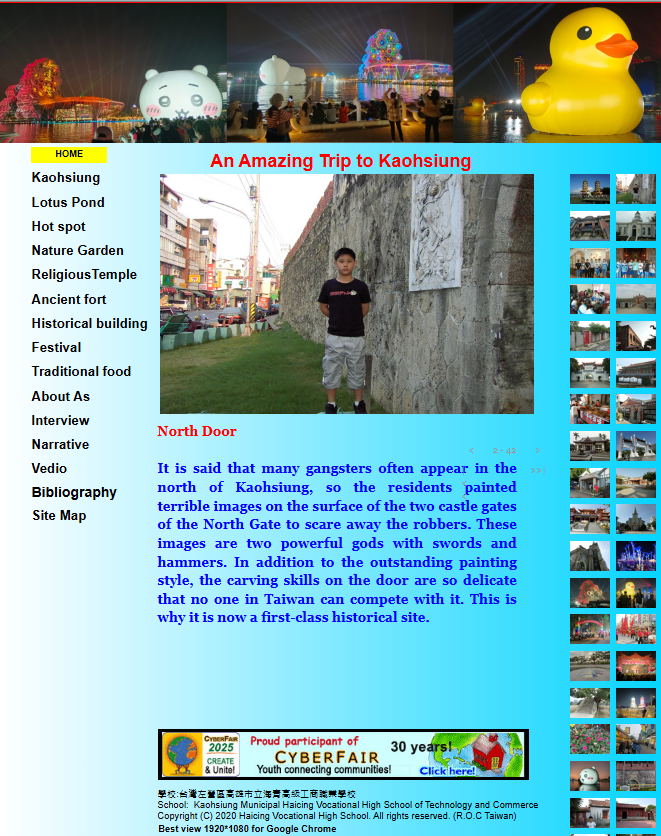 HOME
An Amazing Trip to Kaohsiung
Kaohsiung
Lotus Pond
Hot spot
Nature Garden
ReligiousTemple
Ancient fort
Historical building
Festival
Traditional food
About As
Interview
Narrative
Vedio
Bibliography
Site Map
North Door
< 2 - 42 >
>>|
It is said that many gangsters often appear in the
north of Kaohsiung, so the residents painted
terrible images on the surface of the two castle gates
of the North Gate to scare away the robbers. These
images are two powerful gods with swords and
hammers. In addition to the outstanding painting
style, the carving skills on the door are so delicate
that no one in Taiwan can compete with it. This is
why it is now a first-class historical site.
CYBERFAIR
2025
CREATE
& Unite!
Proud participant of
CYBERFAIR
Youth connecting communities!
30 years!
Click here!
學校:台灣左營區高雄市立海青高級工商職業學校
School: Kaohsiung Municipal Haicing Vocational High School of Technology and Commerce
Copyright (C) 2020 Haicing Vocational High School. All rights reserved. (R.O.C Taiwan)
Best view 1920*1080 for Google Chrome